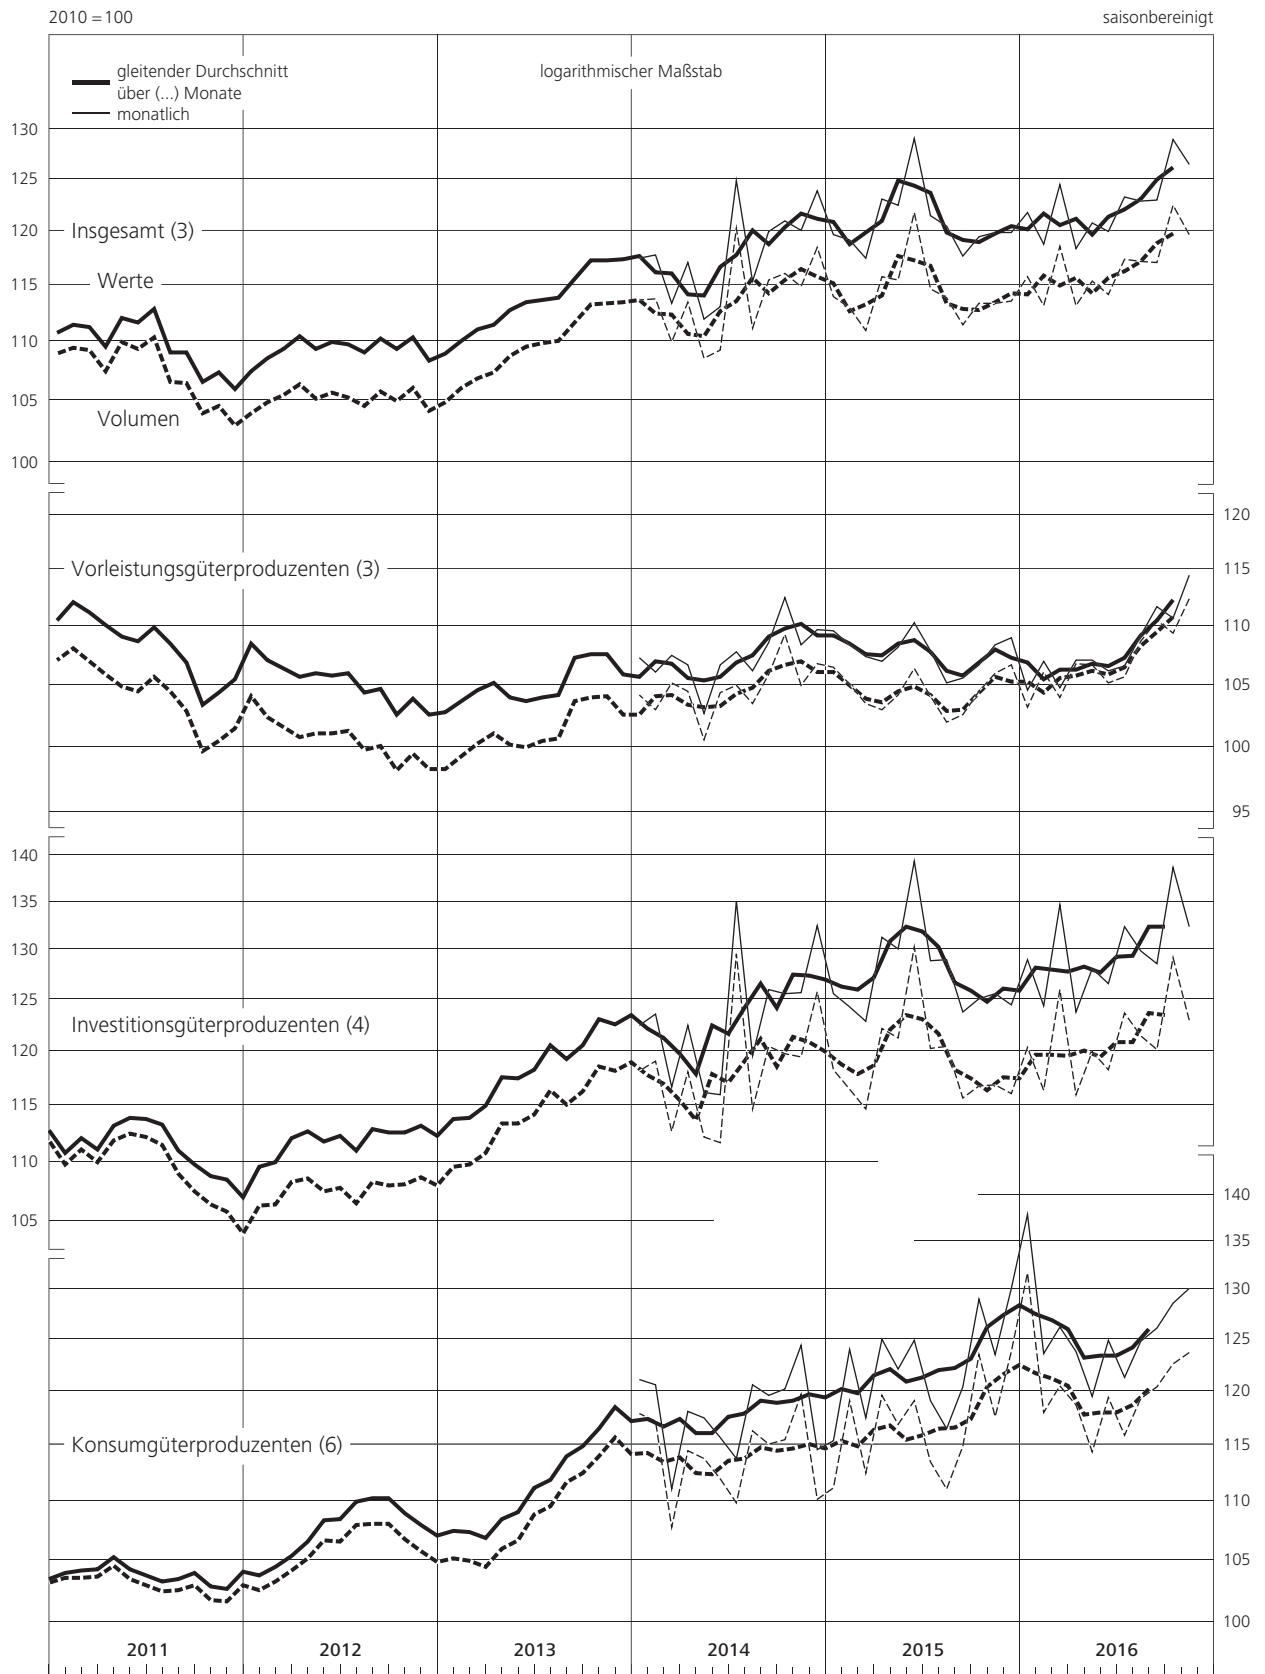 2010 = 100
saisonbereinigt
gleitender Durchschnitt
über (...) Monate
monatlich
logarithmischer Maßstab
130
125
120
Insgesamt (3)
Werte
115
110
105
Volumen
100
120
115
Vorleistungsgüterproduzenten (3)
110
105
100
95
140
135
130
125
Investitionsgüterproduzenten (4)
120
115
110
105
140
135
130
125
120
Konsumgüterproduzenten (6)
115
110
105
100
2011 2012 2013 2014 2015 2016